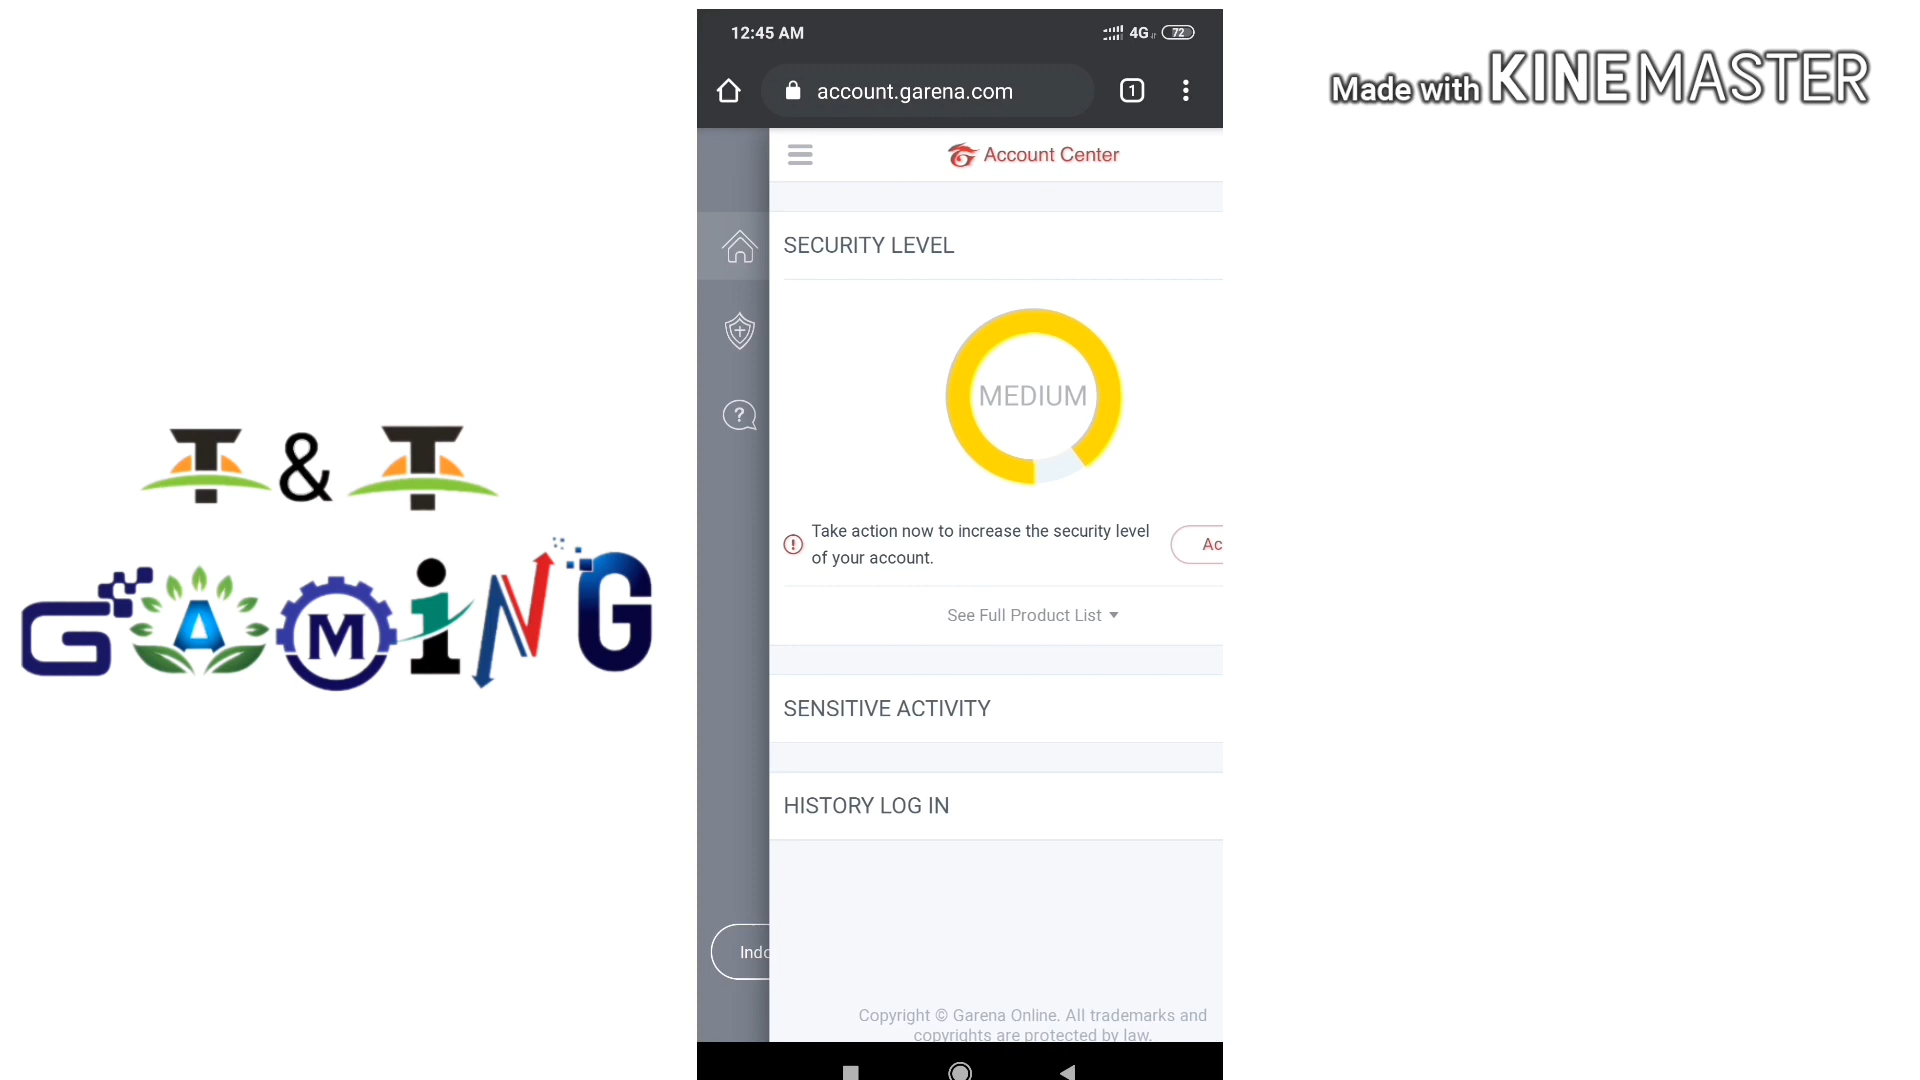 12:45 AM
4G
72
Made with KINEMASTER
account.garena.com
1
Account Center
SECURITY LEVEL
MEDIUM
Take action now to increase the security level
of your account.
Ac
See Full Product List
T & T
GAMiNG
SENSITIVE ACTIVITY
HISTORY LOG IN
Indo
Copyright © Garena Online. All trademarks and
copyrights are protected by law.